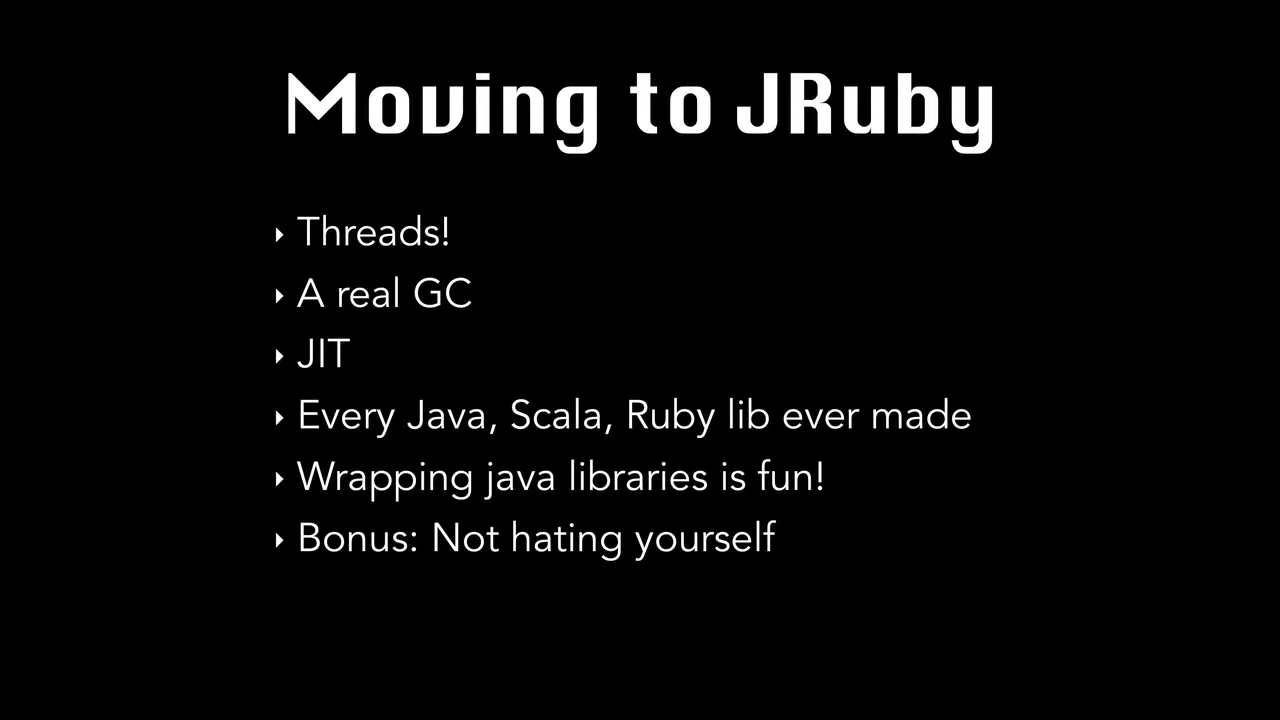 Moving to JRuby
‣ Threads!
‣ A real GC
‣ JIT
‣ Every Java, Scala, Ruby lib ever made
‣ Wrapping java libraries is fun!
‣ Bonus: Not hating yourself